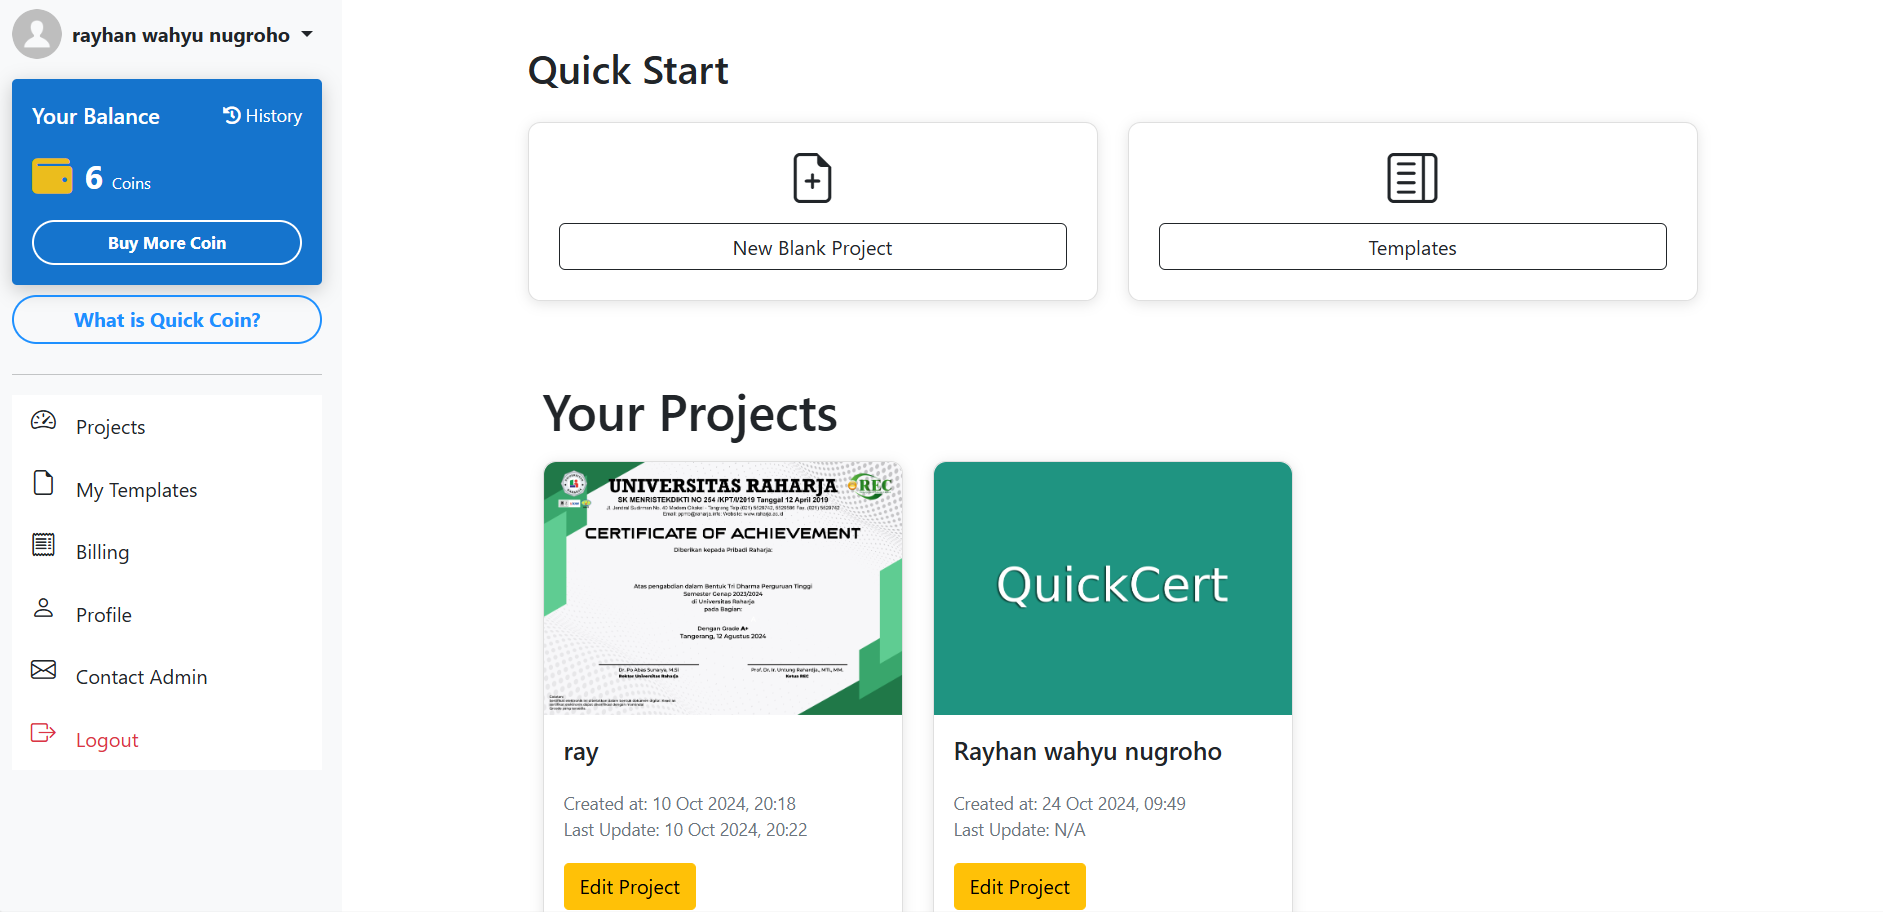 rayhan wahyu nugroho
Your Balance
History
6 Coins
Buy More Coin
What is Quick Coin?
Projects
My Templates
Billing
Profile
Contact Admin
Logout
Quick Start
New Blank Project
Templates
Your Projects
UNIVERSITAS RAHARJA
REC
SK MENRISTEKDIKTI NO 254 /KPT/I/2019 Tanggal 12 April 2019
CERTIFICATE OF ACHIEVEMENT
Diberikan kepada Pribadi Raharja:
Atas pengabdian dalam Bentuk Tri Dharma Perguruan Tinggi
Semester Genap 2023/2024
di Universitas Raharja
pada Bagian:
Dengan Grade A+
Tangerang, 12 Agustus 2024
Rektor Universitas Raharja
Ketua REC
ray
Created at: 10 Oct 2024, 20:18
Last Update: 10 Oct 2024, 20:22
Edit Project
QuickCert
Rayhan wahyu nugroho
Created at: 24 Oct 2024, 09:49
Last Update: N/A
Edit Project